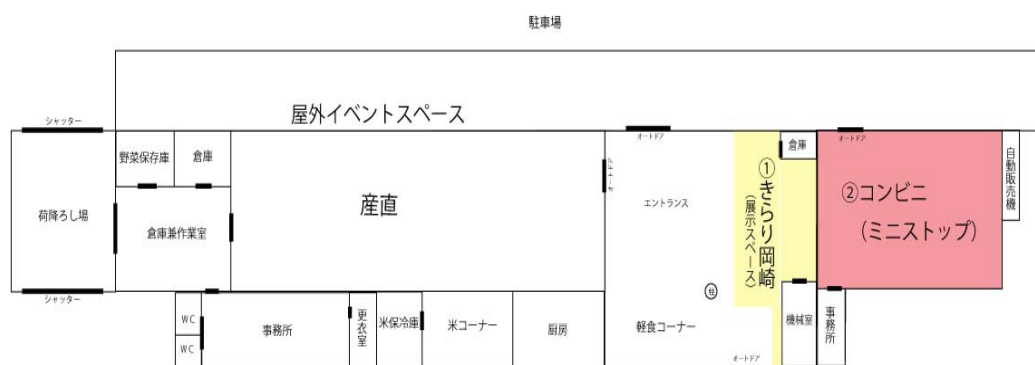 駐車場
屋外イベントスペース
シャッター
オートドア
オートドア
野菜保存庫
倉庫
倉庫
自動販売機
オートドア
①きらり岡崎
(展示スペース)
②コンビニ
(ミニストップ)
産直
エントランス
荷降ろし場
倉庫兼作業室
柱
シャッター
WC
WC
事務所
更衣室
米保冷庫
米コーナー
厨房
軽食コーナー
機械室
事務所
オートドア